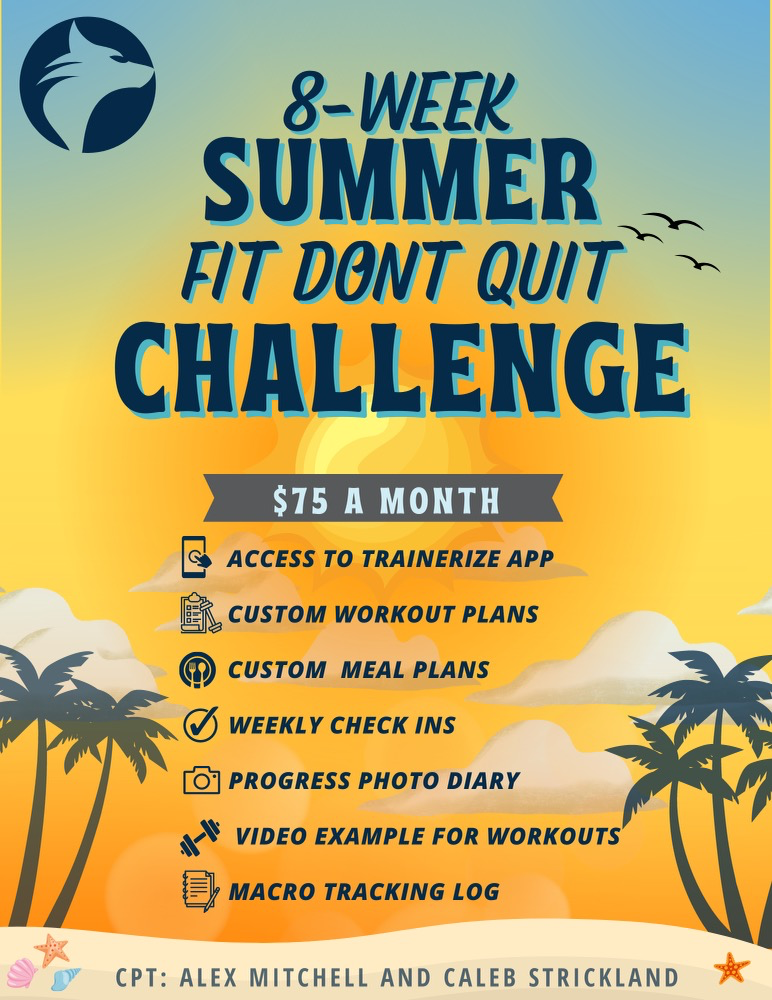 8-WEEK
SUMMER
FIT DONT QUIT
CHALLENGE
$75 A MONTH
ACCESS TO TRAINERIZE APP
CUSTOM WORKOUT PLANS
CUSTOM MEAL PLANS
WEEKLY CHECK INS
PROGRESS PHOTO DIARY
VIDEO EXAMPLE FOR WORKOUTS
MACRO TRACKING LOG
CPT: ALEX MITCHELL AND CALEB STRICKLAND